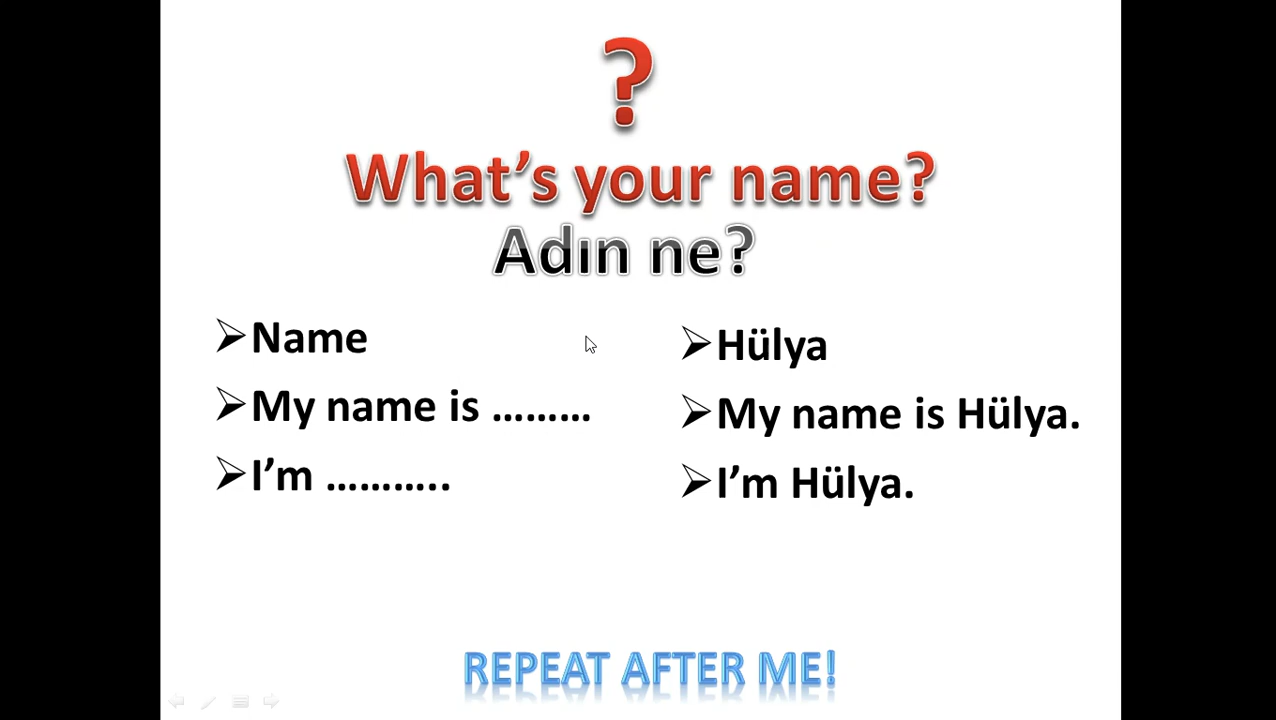 ?
What’s your name?
Adın ne?
➢Name
➢My name is ………
➢I’m ………..
➢Hülya
➢My name is Hülya.
➢I’m Hülya.
REPEAT AFTER ME!